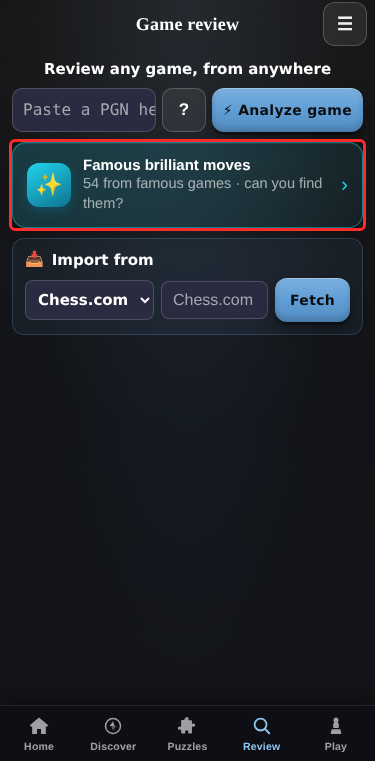 Game review
☰
Review any game, from anywhere
Paste a PGN he
?
⚡ Analyze game
Famous brilliant moves
54 from famous games · can you find
them?
›
Import from
Chess.com
Chess.com
Fetch
Home
Discover
Puzzles
Review
Play